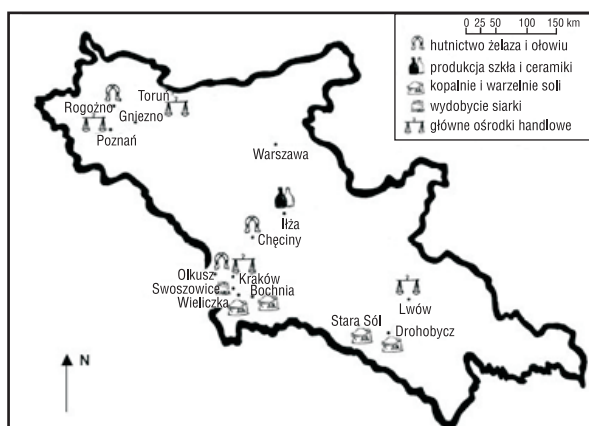 0 25 50 100 150 km
hutnictwo żelaza i ołowiu
produkcja szkła i ceramiki
kopalnie i warzelnie soli
wydobycie siarki
główne ośrodki handlowe
Toruń
Rogoźno
Gniezno
Poznań
Warszawa
Iłża
Chęciny
Olkusz
Kraków
Swoszowice
Bochnia
Wieliczka
Lwów
Stara Sól
Drohobycz
N